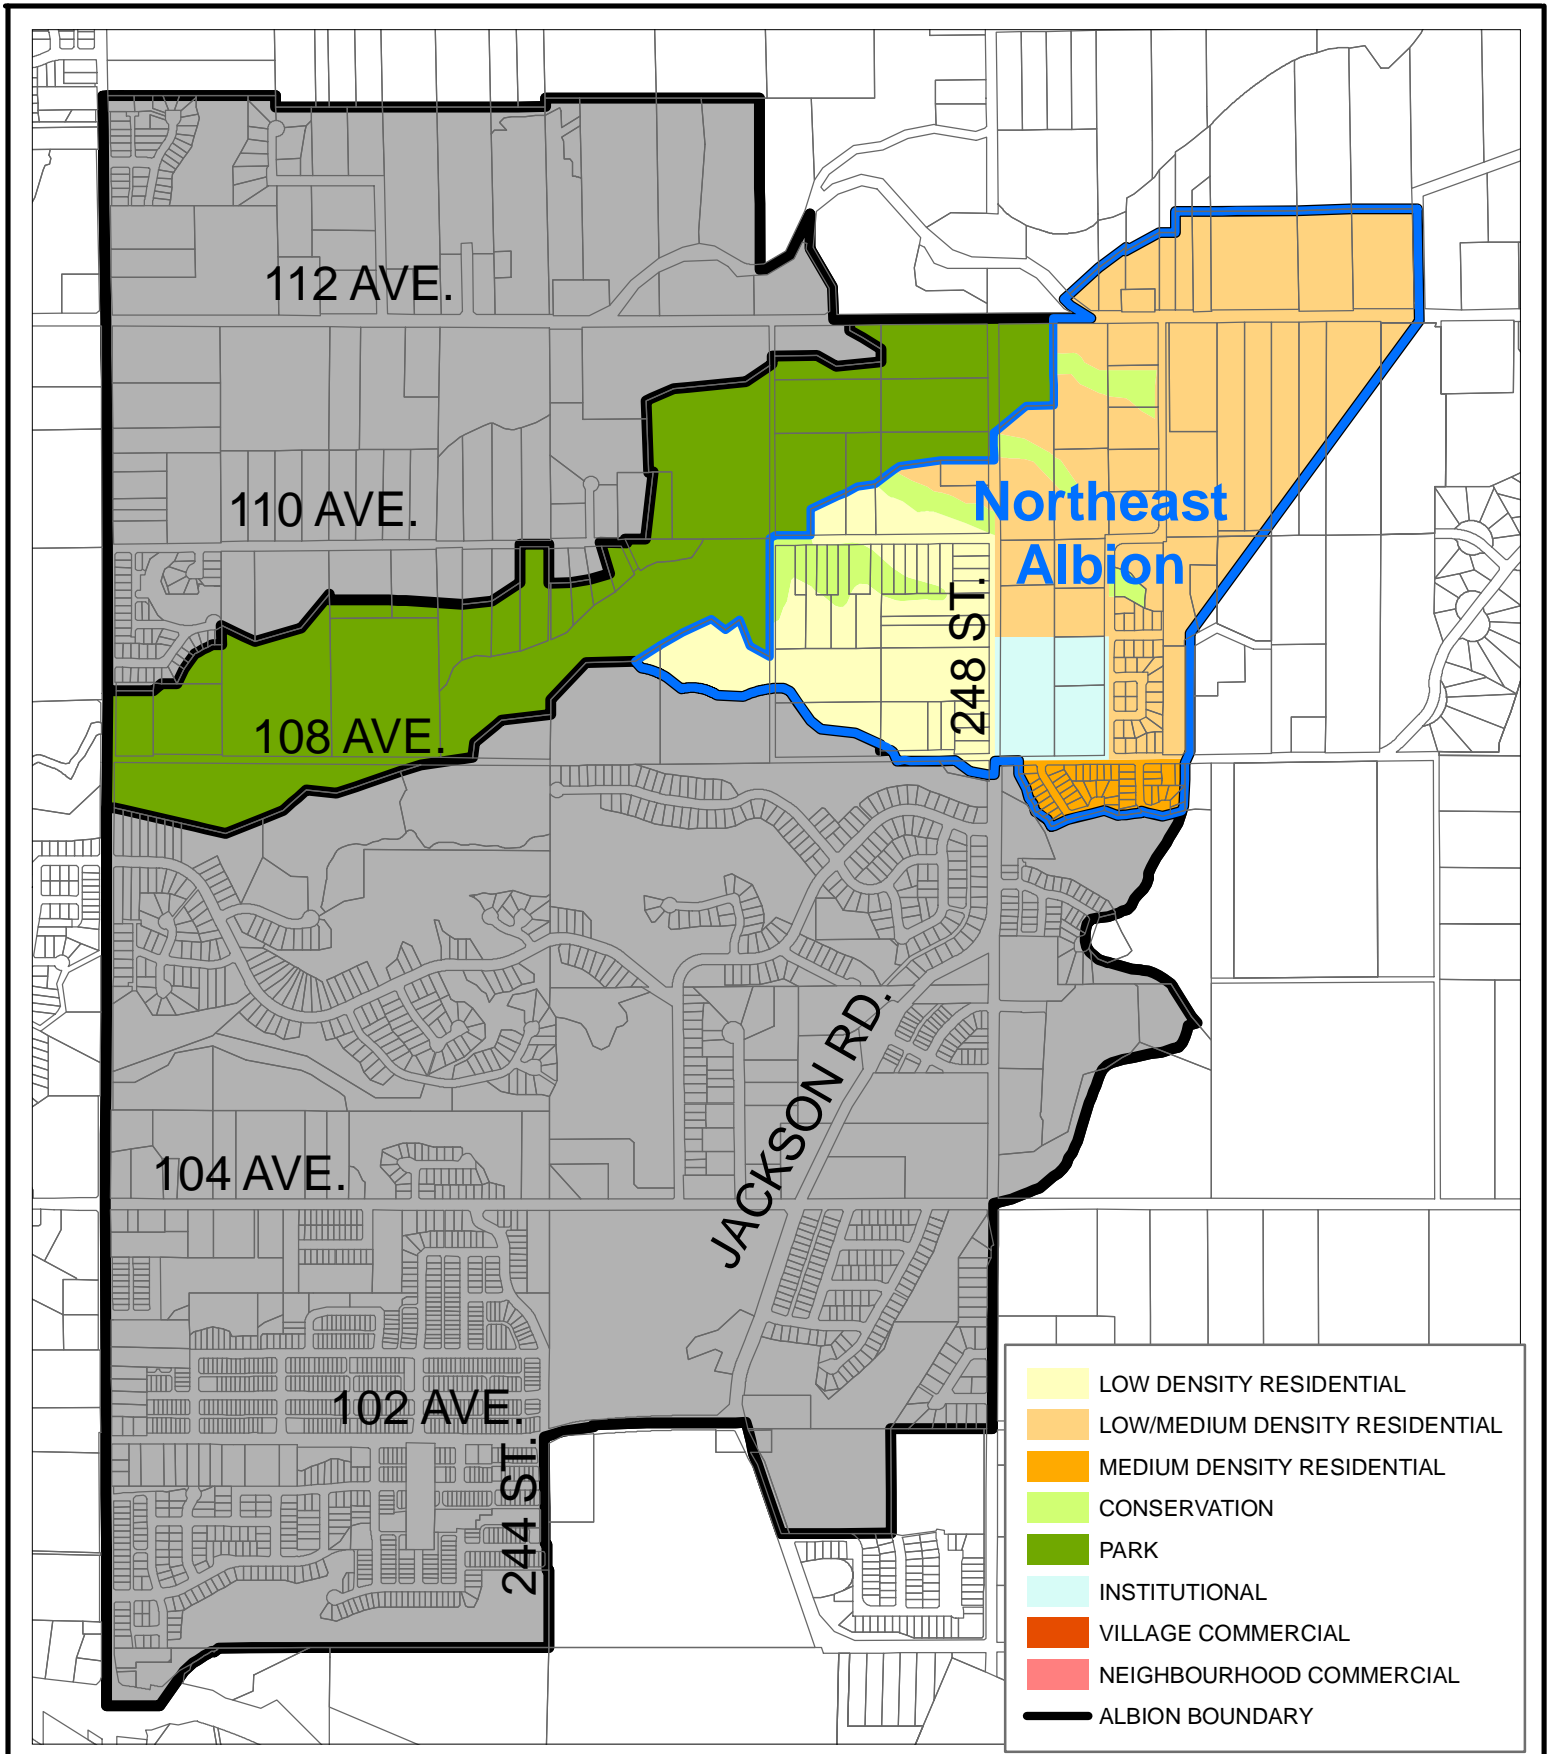 112 AVE.
110 AVE.
Northeast
Albion
248 ST.
108 AVE.
JACKSON RD.
104 AVE.
102 AVE.
244 ST.
LOW DENSITY RESIDENTIAL
LOW/MEDIUM DENSITY RESIDENTIAL
MEDIUM DENSITY RESIDENTIAL
CONSERVATION
PARK
INSTITUTIONAL
VILLAGE COMMERCIAL
NEIGHBOURHOOD COMMERCIAL
ALBION BOUNDARY